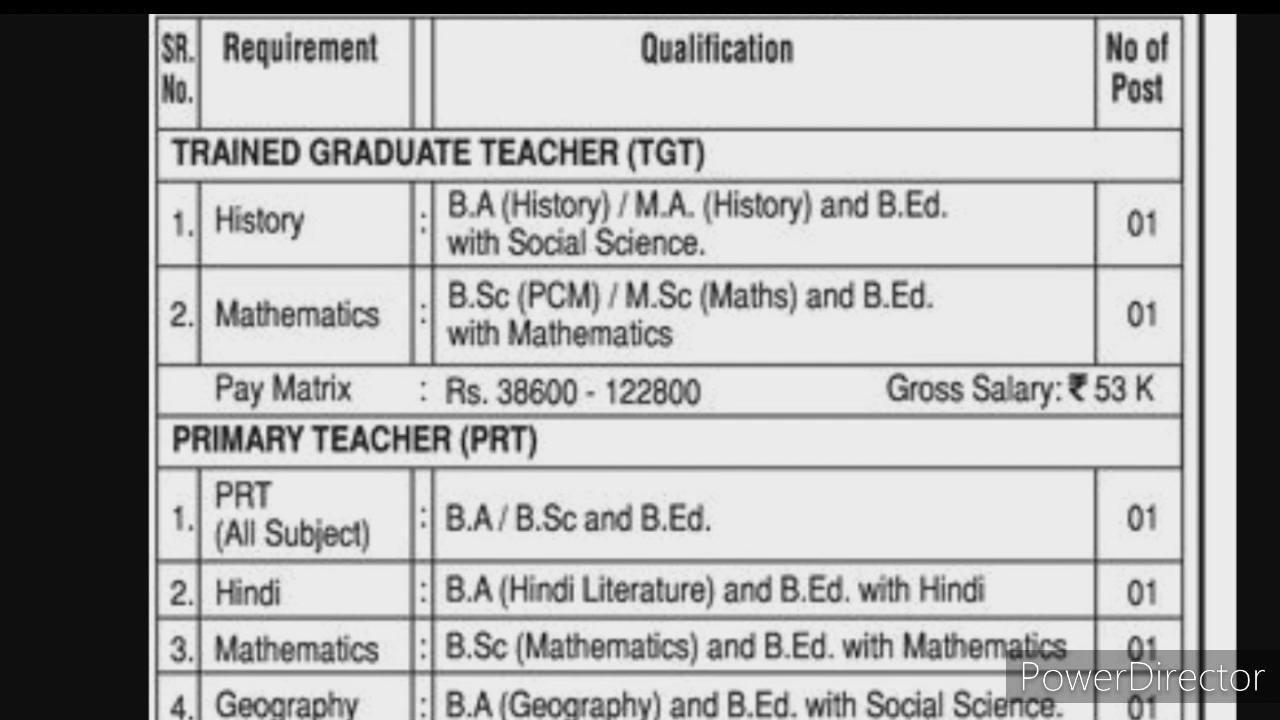 SR. No. Requirement Qualification No of Post
TRAINED GRADUATE TEACHER (TGT)
1. History : B.A (History) / M.A. (History) and B.Ed. with Social Science. 01
2. Mathematics : B.Sc (PCM) / M.Sc (Maths) and B.Ed. with Mathematics 01
Pay Matrix : Rs. 38600 - 122800 Gross Salary: ₹ 53 K
PRIMARY TEACHER (PRT)
1. PRT (All Subject) : B.A / B.Sc and B.Ed. 01
2. Hindi : B.A (Hindi Literature) and B.Ed. with Hindi 01
3. Mathematics : B.Sc (Mathematics) and B.Ed. with Mathematics 01
4. Geography : B.A (Geography) and B.Ed. with Social Science. 01
PowerDirector